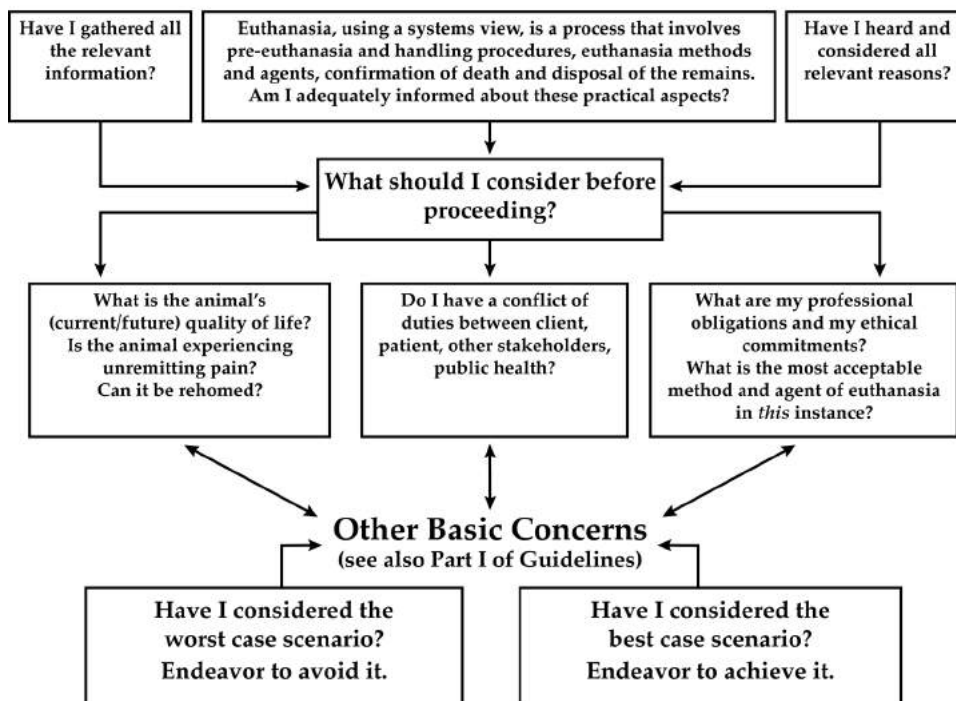 Have I gathered all
the relevant
information?
Euthanasia, using a systems view, is a process that involves
pre-euthanasia and handling procedures, euthanasia methods
and agents, confirmation of death and disposal of the remains.
Am I adequately informed about these practical aspects?
Have I heard and
considered all
relevant reasons?
What should I consider before
proceeding?
What is the animal's
(current/future) quality of life?
Is the animal experiencing
unremitting pain?
Can it be rehomed?
Do I have a conflict of
duties between client,
patient, other stakeholders,
public health?
What are my professional
obligations and my ethical
commitments?
What is the most acceptable
method and agent of euthanasia
in this instance?
Other Basic Concerns
(see also Part I of Guidelines)
Have I considered the
worst case scenario?
Endeavor to avoid it.
Have I considered the
best case scenario?
Endeavor to achieve it.